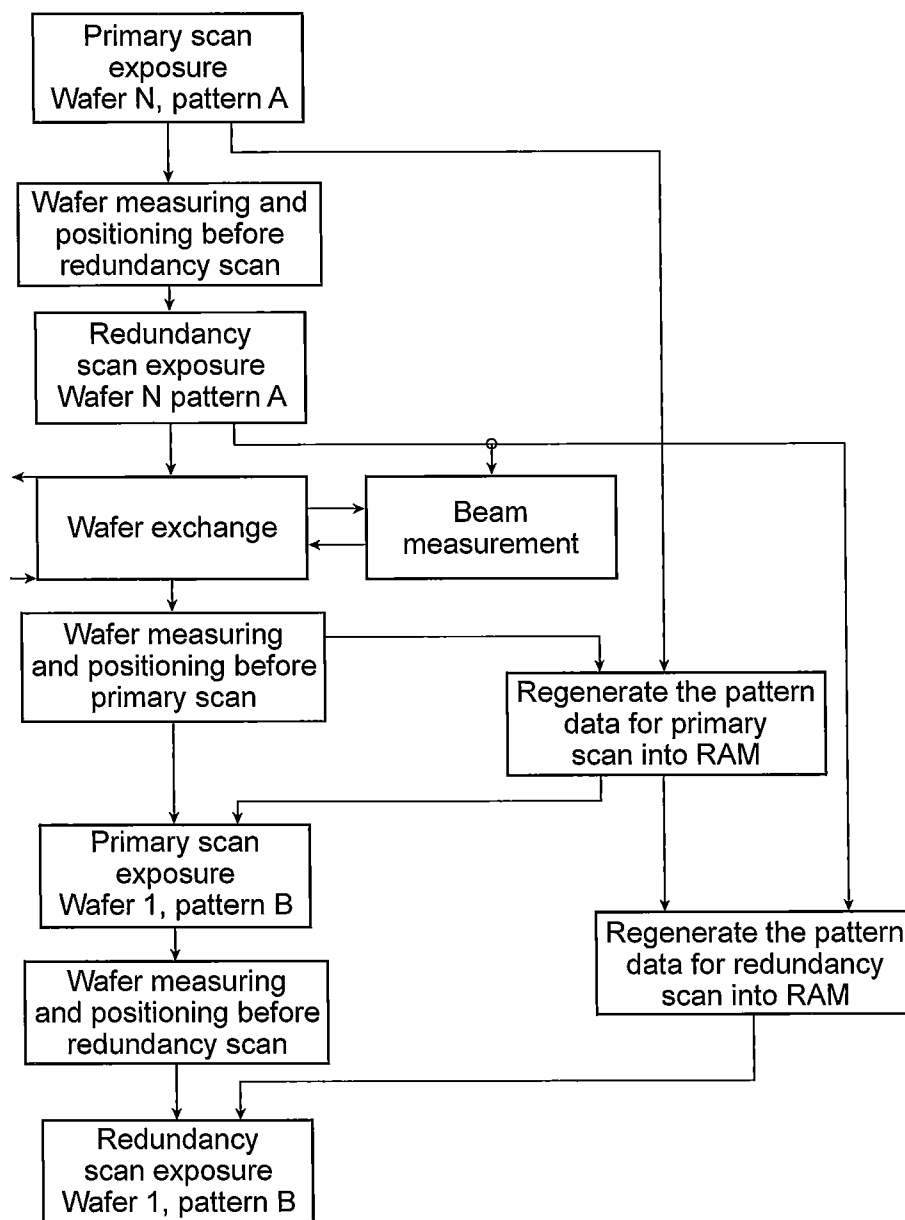 Primary scan
exposure
Wafer N, pattern A
Wafer measuring and
positioning before
redundancy scan
Redundancy
scan exposure
Wafer N pattern A
Wafer exchange
Beam
measurement
Wafer measuring
and positioning before
primary scan
Regenerate the pattern
data for primary
scan into RAM
Primary scan
exposure
Wafer 1, pattern B
Regenerate the pattern
data for redundancy
scan into RAM
Wafer measuring
and positioning before
redundancy scan
Redundancy
scan exposure
Wafer 1, pattern B